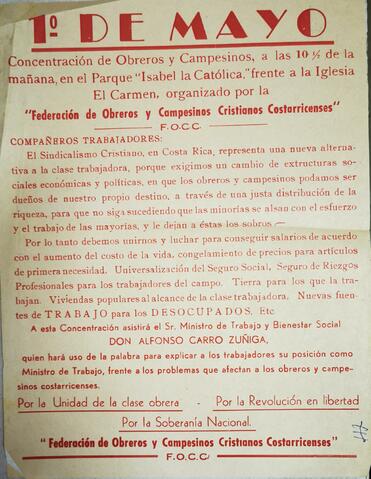 1º DE MAYO
Concentración de Obreros y Campesinos, a las 10 ½ de la
mañana, en el Parque "Isabel la Católica," frente a la Iglesia
El Carmen, organizado por la
"Federación de Obreros y Campesinos Cristianos Costarricenses"
F.O.C.C.
COMPAÑEROS TRABAJADORES:
El Sindicalismo Cristiano, en Costa Rica, representa una nueva alterna-
tiva a la clase trabajadora, porque exigimos un cambio de extructuras so-
ciales económicas y políticas, en que los obreros y campesinos podamos ser
dueños de nuestro propio destino, a través de una justa distribución de la
riqueza, para que no siga sucediendo que las minorías se alsan con el esfuerzo
y el trabajo de las mayorías, y le dejan a éstas los sobros—
Por lo tanto debemos unirnos y luchar para conseguir salarios de acuerdo
con el aumento del costo de la vida, congelamiento de precios para artículos
de primera necesidad. Universalización del Seguro Social, Seguro de Riezgos
Profesionales para los trabajadores del campo. Tierra para los que la tra-
bajan. Viviendas populares al alcance de la clase trabajadora. Nuevas fuen-
tes de TRABAJO para los DESOCUPADOS. Etc
A esta Concentración asistirá el Sr. Ministro de Trabajo y Bienestar Social
DON ALFONSO CARRO ZUÑIGA,
quien hará uso de la palabra para explicar a los trabajadores su posición como
Ministro de Trabajo, frente a los problemas que afectan a los obreros y campe-
sinos costarricenses.
Por la Unidad de la clase obrera - Por la Revolución en libertad
Por la Soberanía Nacional.
"Federación de Obreros y Campesinos Cristianos Costarricenses"
F.O.C.C.